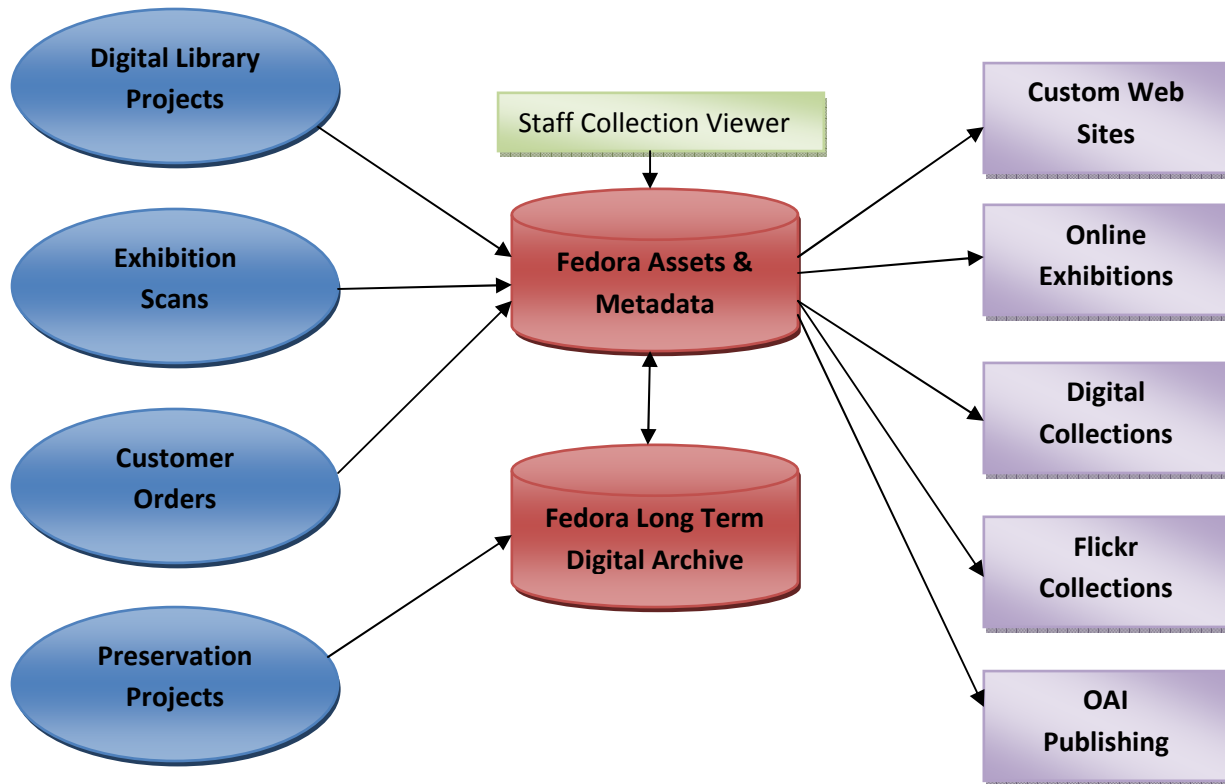 Digital Library
Projects
Exhibition
Scans
Customer
Orders
Preservation
Projects
Staff Collection Viewer
Fedora Assets &
Metadata
Fedora Long Term
Digital Archive
Custom Web
Sites
Online
Exhibitions
Digital
Collections
Flickr
Collections
OAI
Publishing